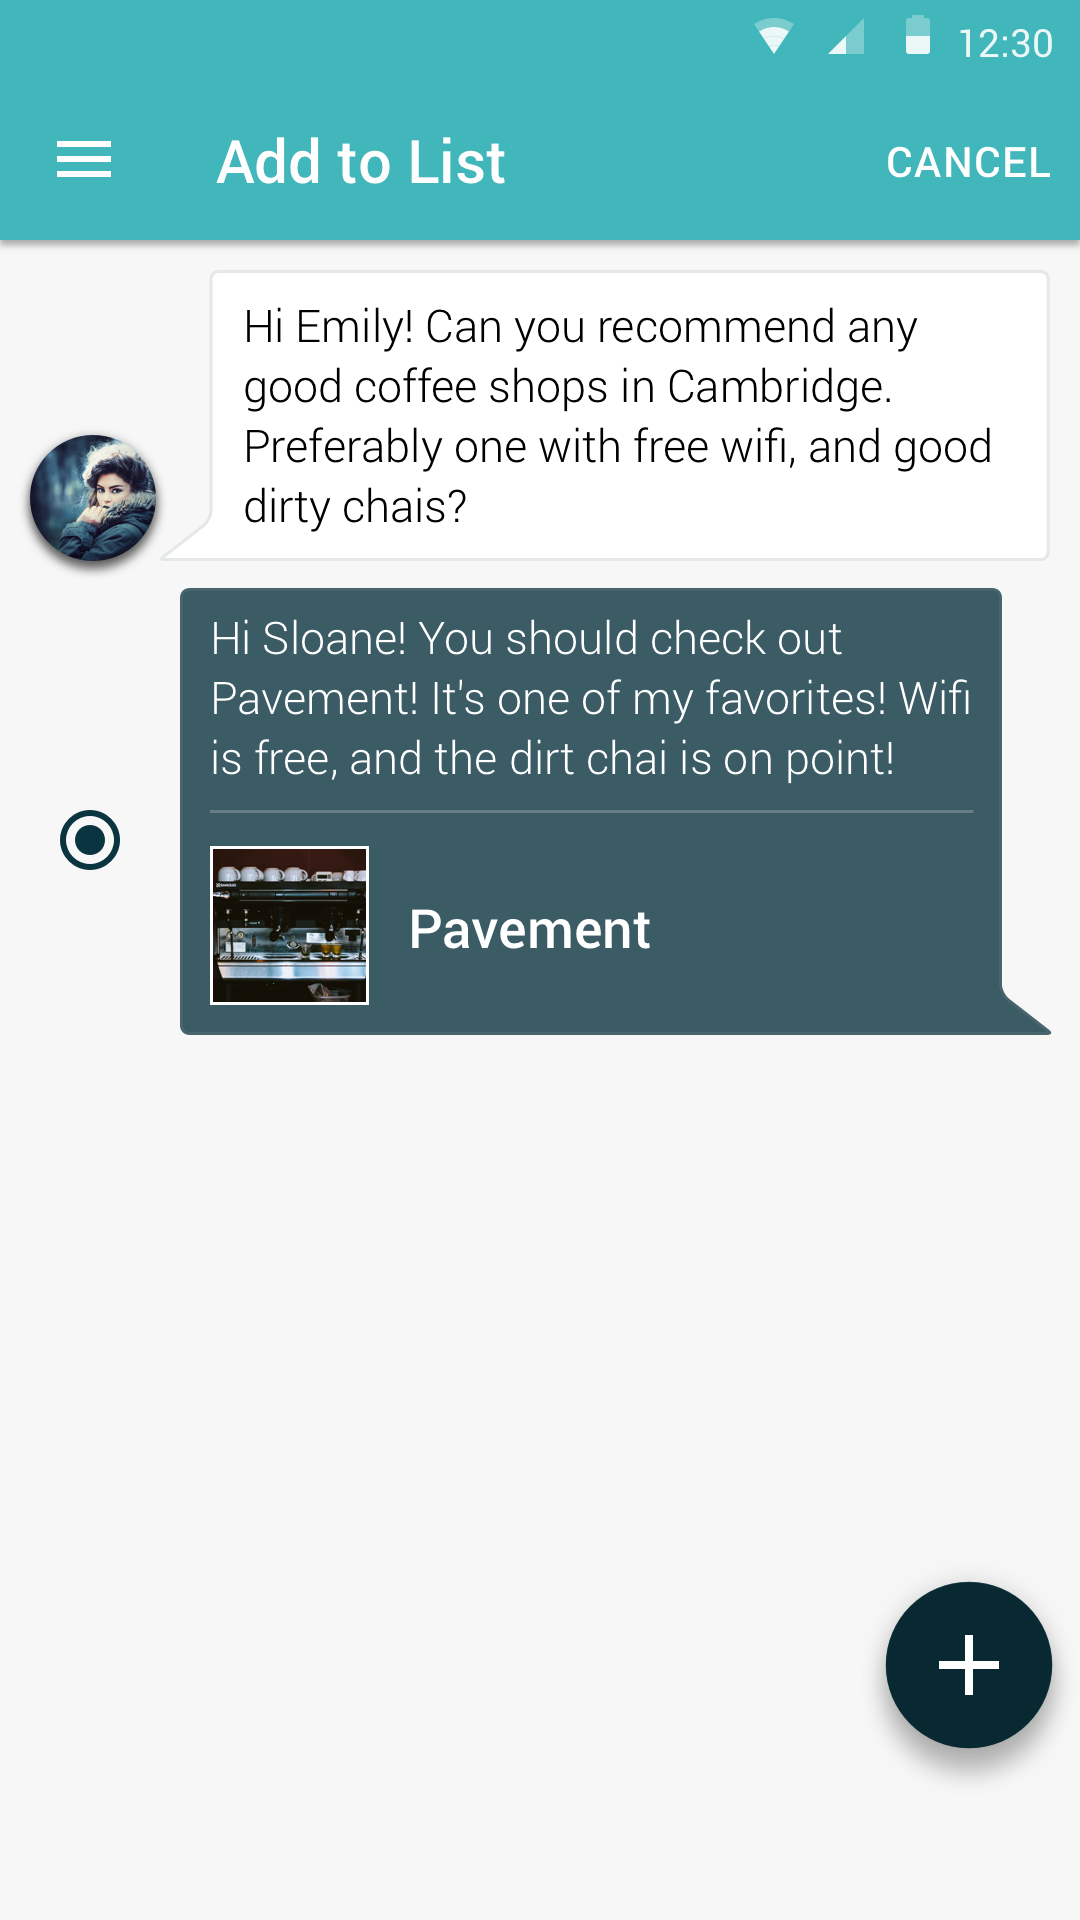 12:30
Add to List
CANCEL
Hi Emily! Can you recommend any
good coffee shops in Cambridge.
Preferably one with free wifi, and good
dirty chais?
Hi Sloane! You should check out
Pavement! It's one of my favorites! Wifi
is free, and the dirt chai is on point!
Pavement